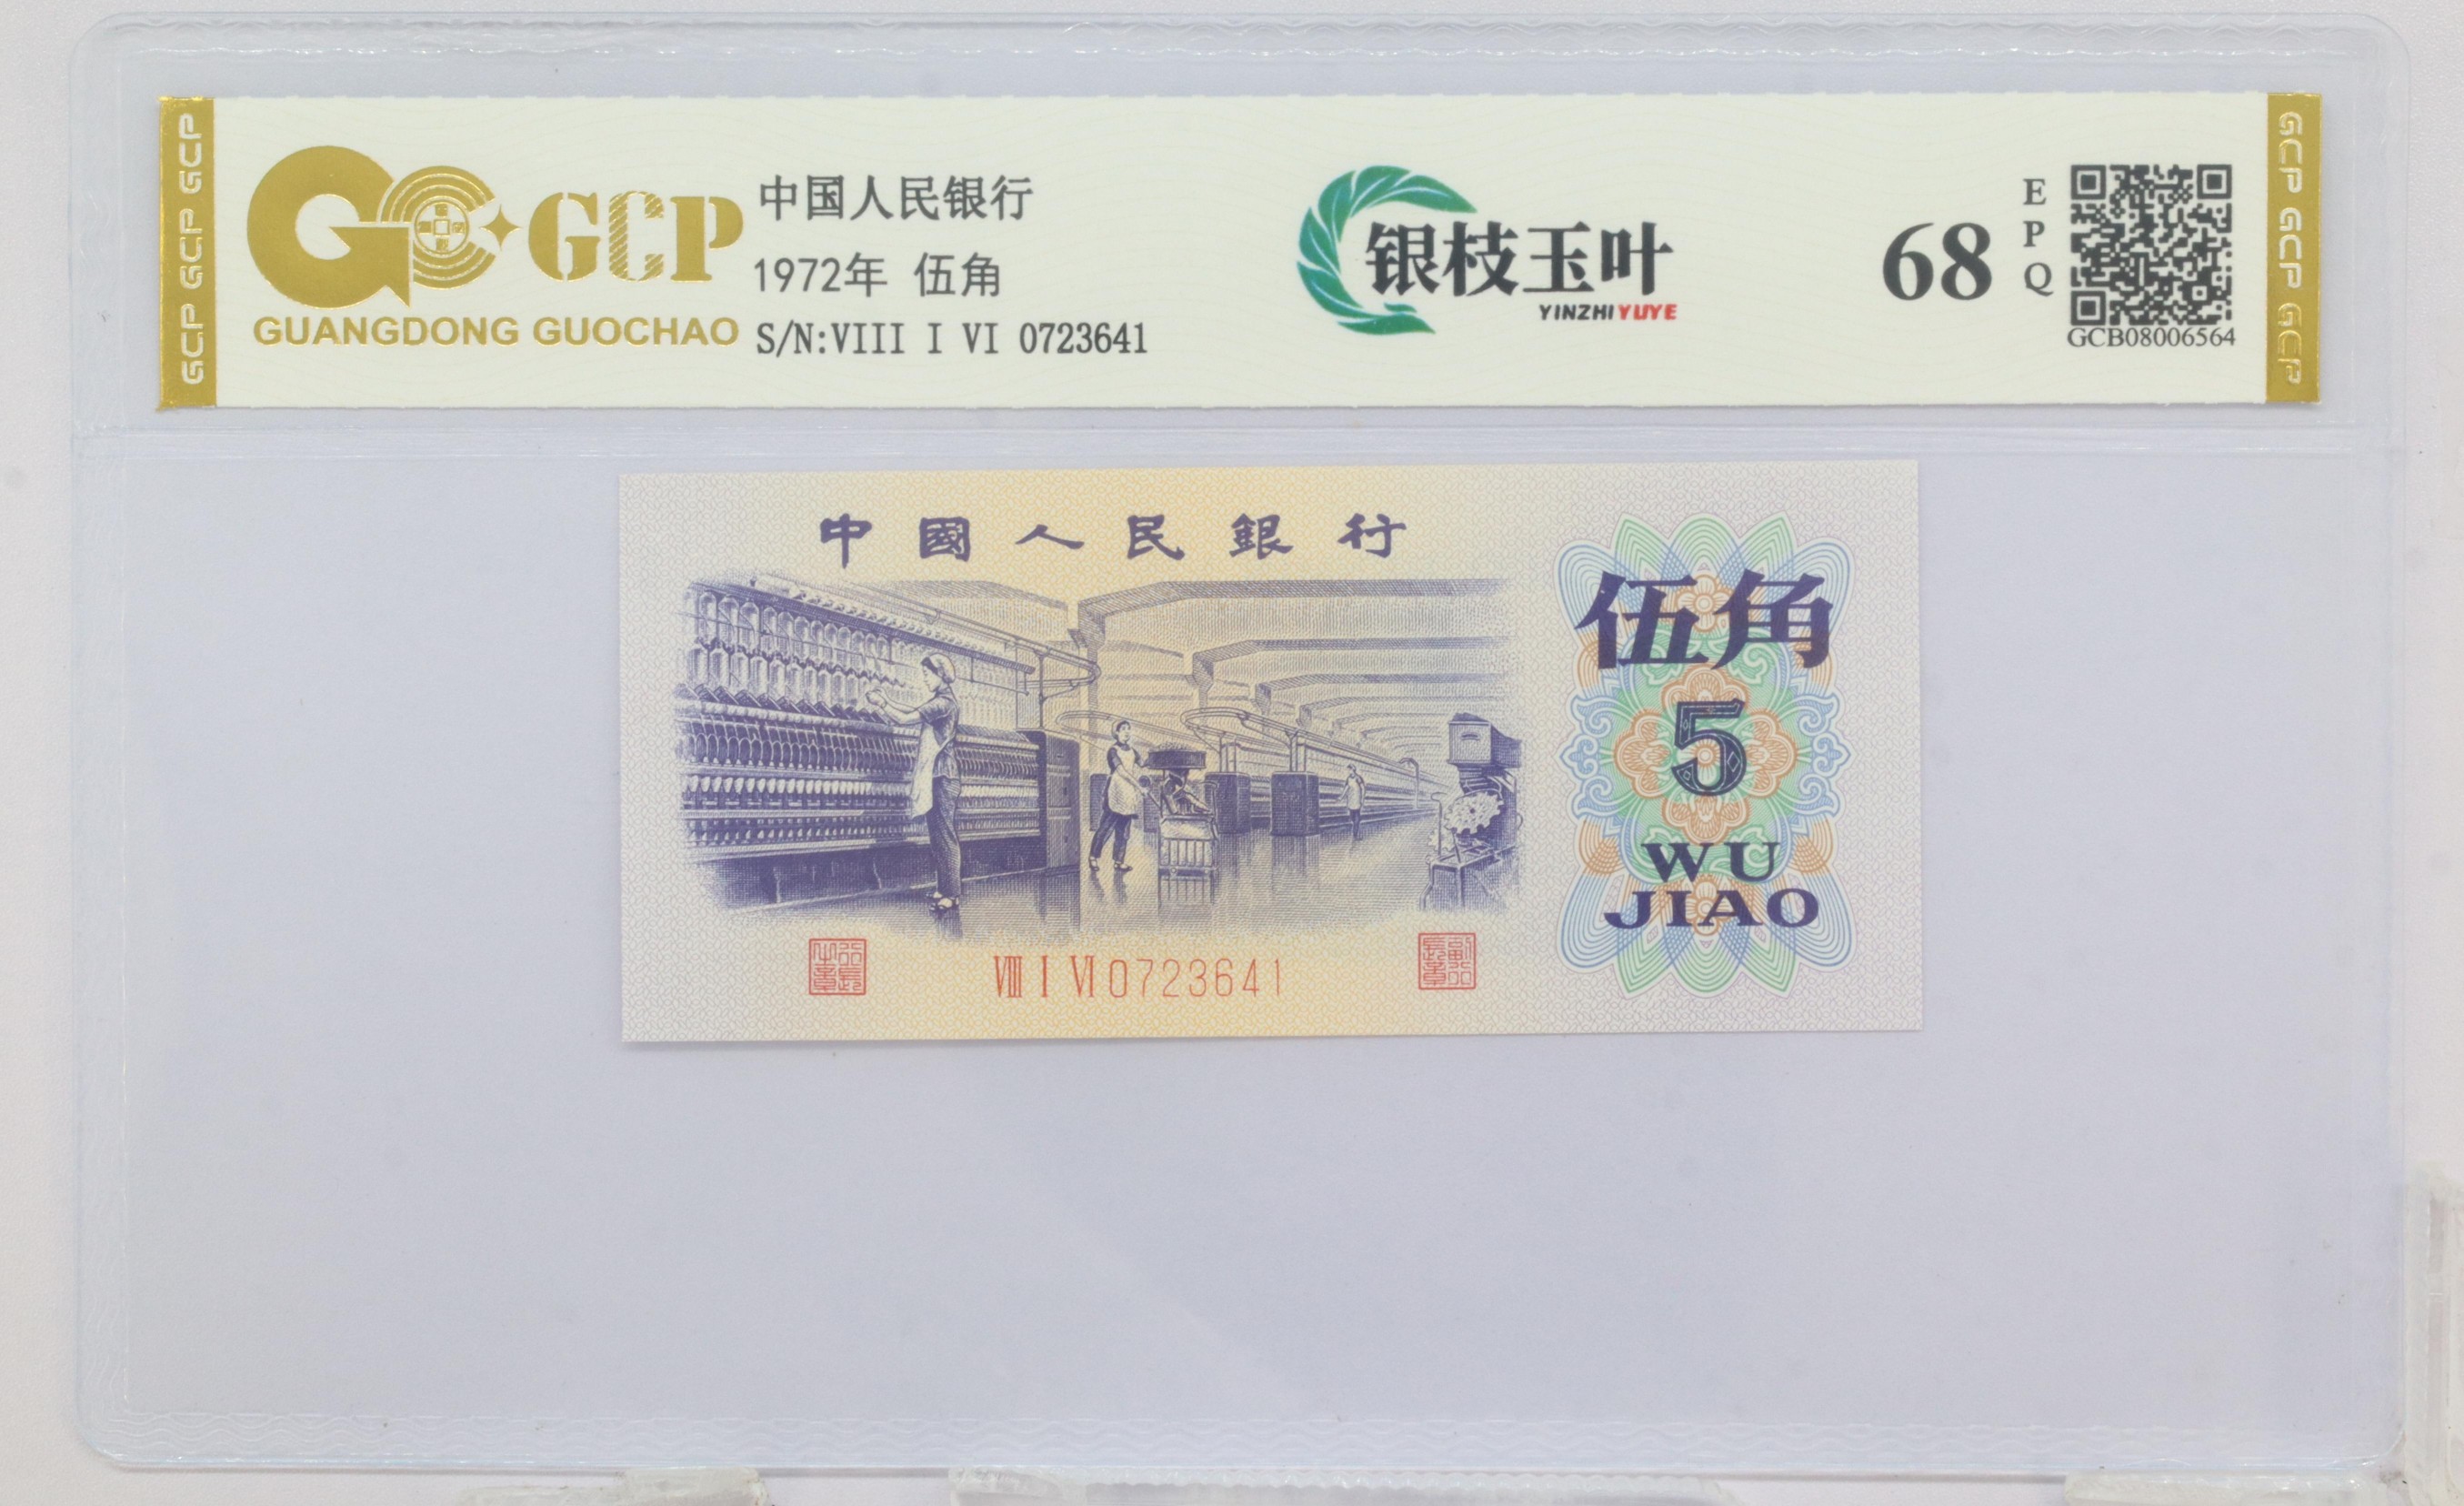 GCP GCP GCP
GCP
GUANGDONG GUOCHAO
中国人民银行
1972年 伍角
S/N:VIII I VI 0723641
银枝玉叶
YINZHIYUYE
68
EPQ
GCB08006564
GCP GCP GCP
中國人民銀行
伍角
5
WU
JIAO
VIII I VI 0723641